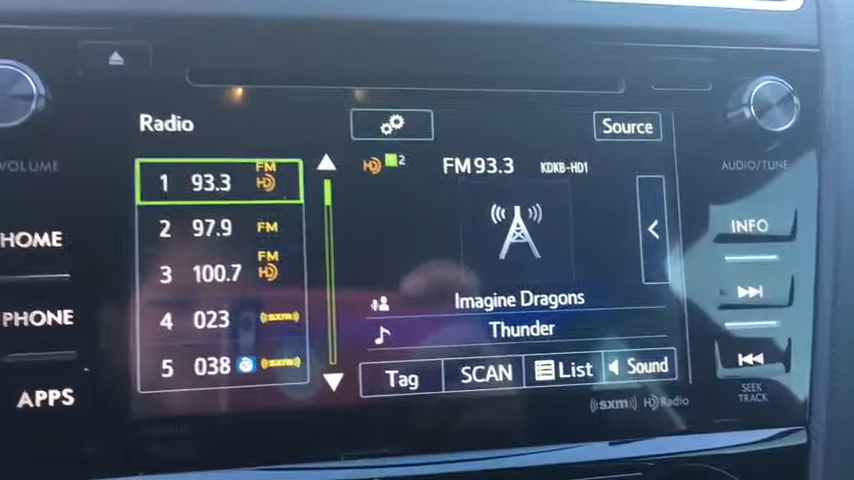 Radio
Source
VOLUME
AUDIO/TUNE
1 93.3 FM HD
HD 1 2 FM 93.3 KDKB-HD1
2 97.9 FM
HOME
INFO
3 100.7 FM HD
4 023 ((sxm))
Imagine Dragons
PHONE
Thunder
5 038 ((sxm))
APPS
Tag SCAN List Sound
((sxm)) HD Radio
SEEK
TRACK